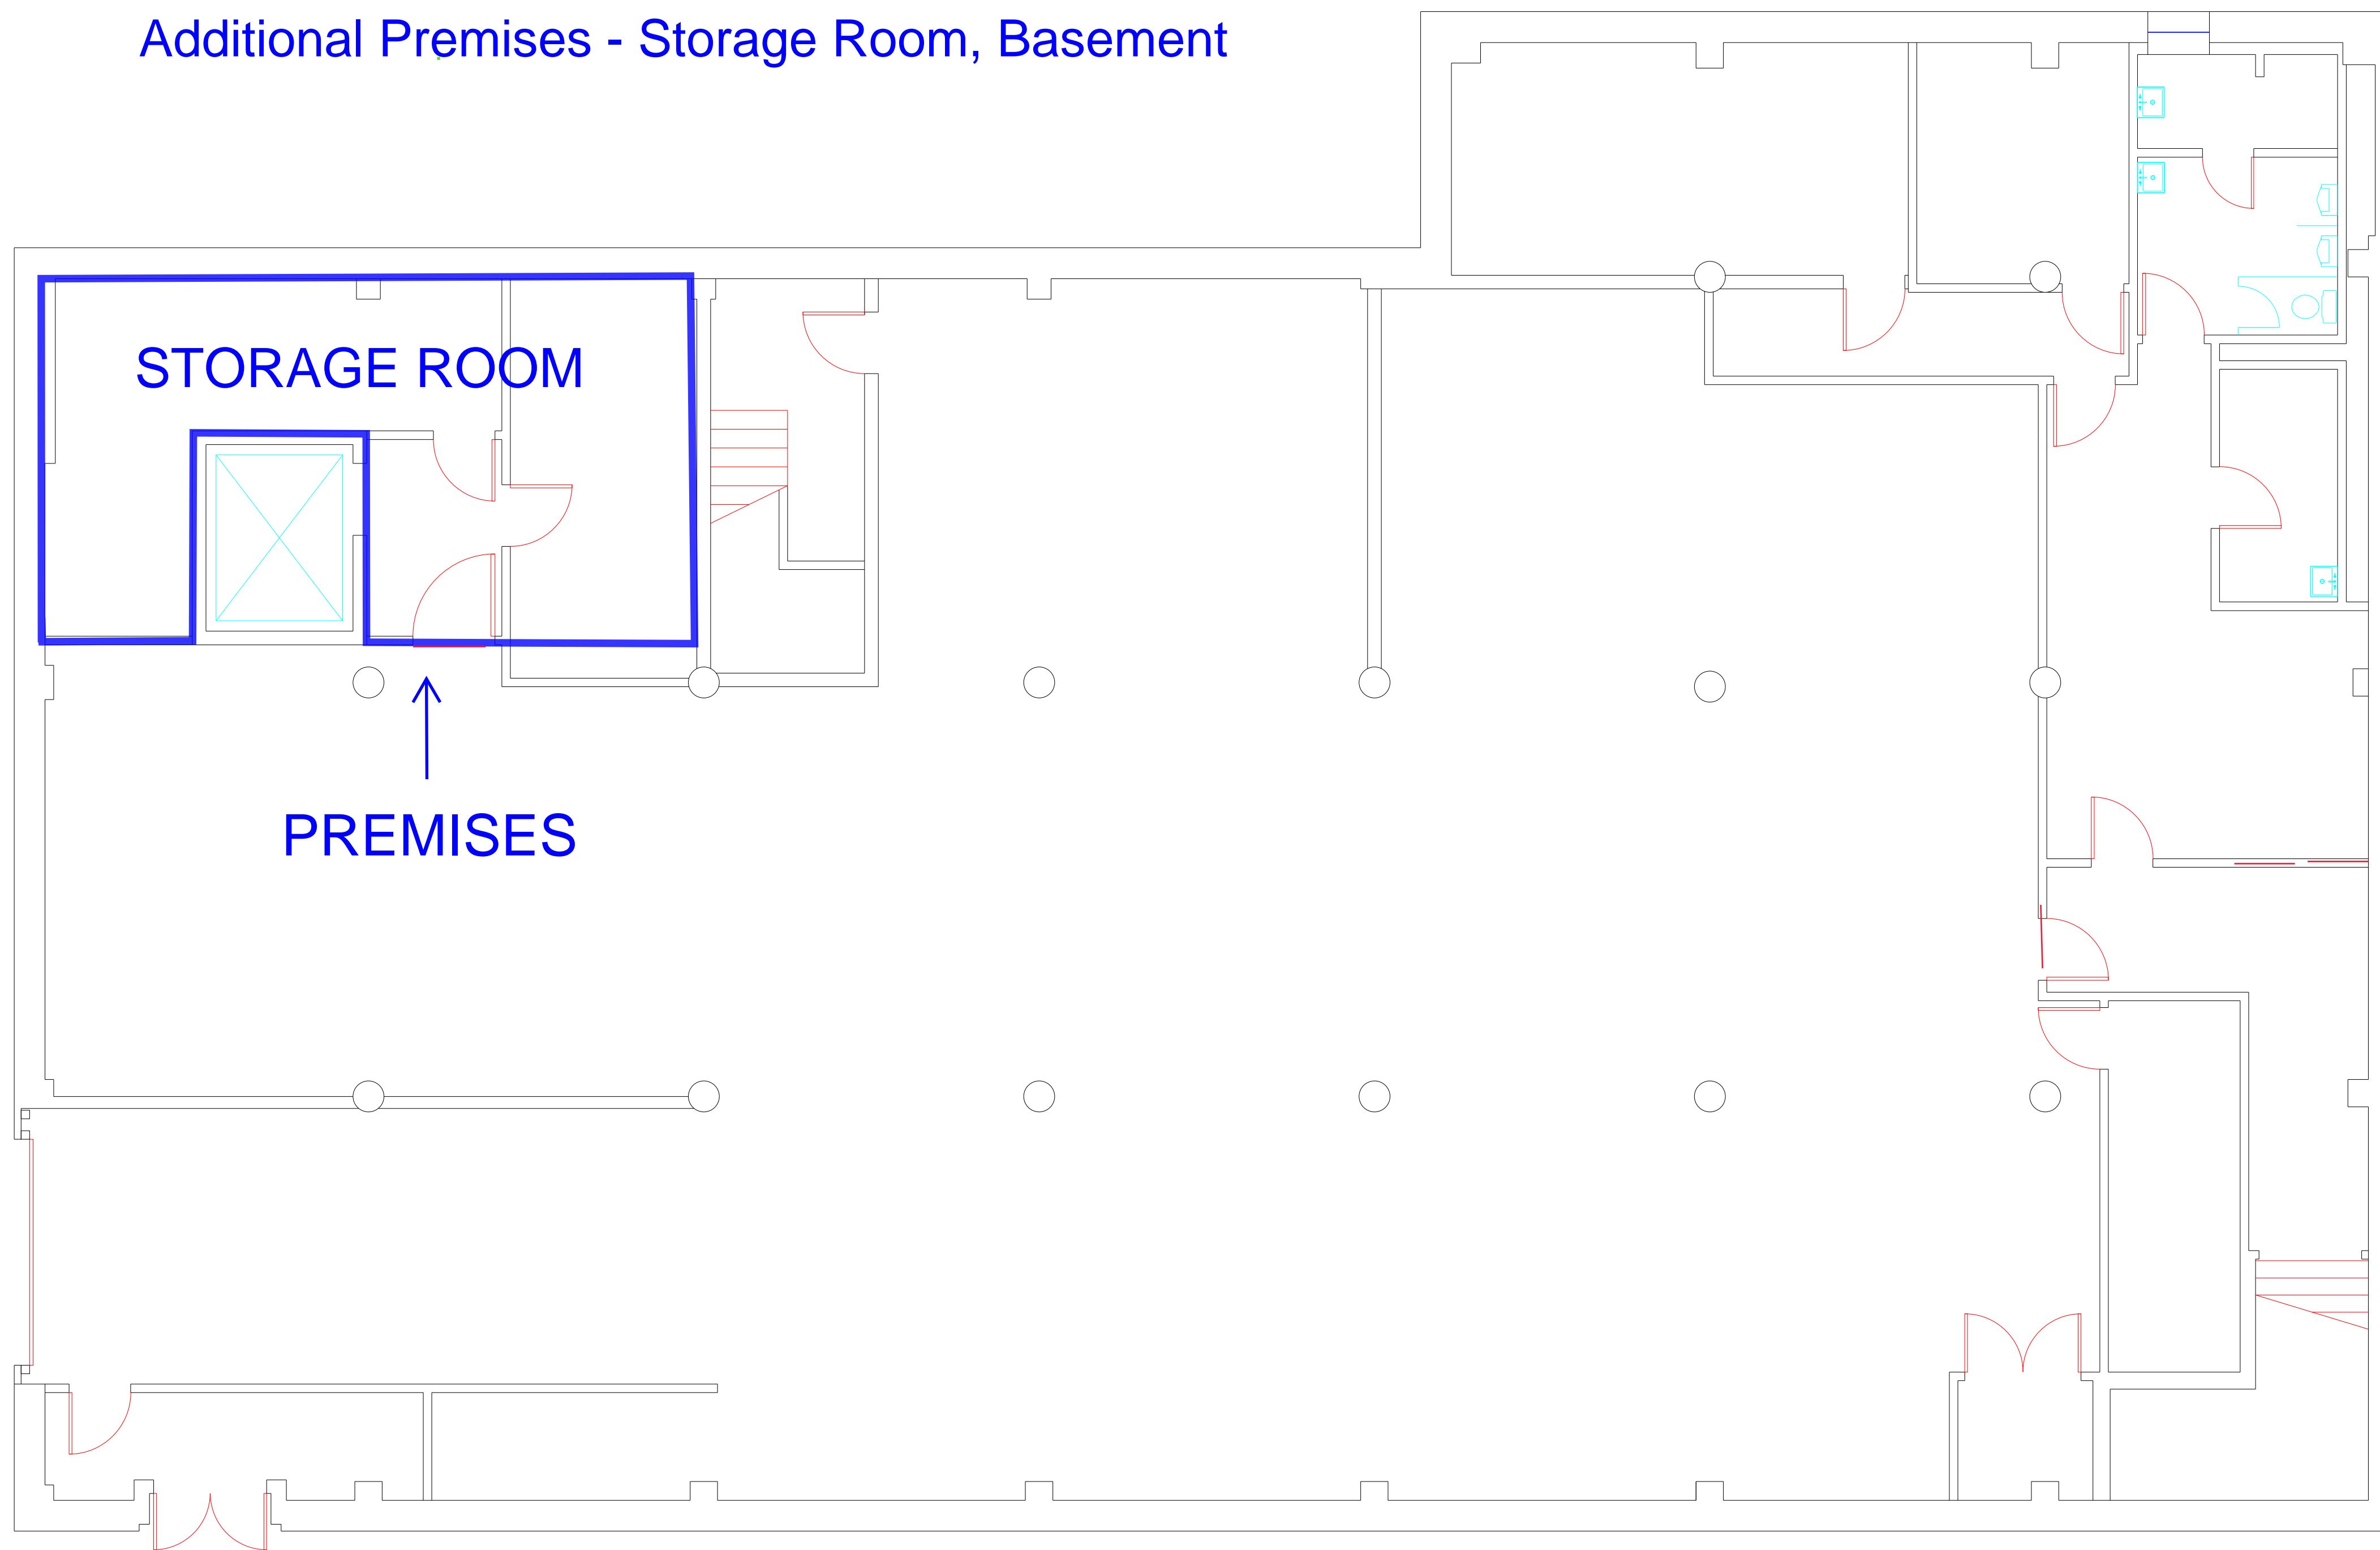 Additional Premises - Storage Room, Basement
STORAGE ROOM
PREMISES